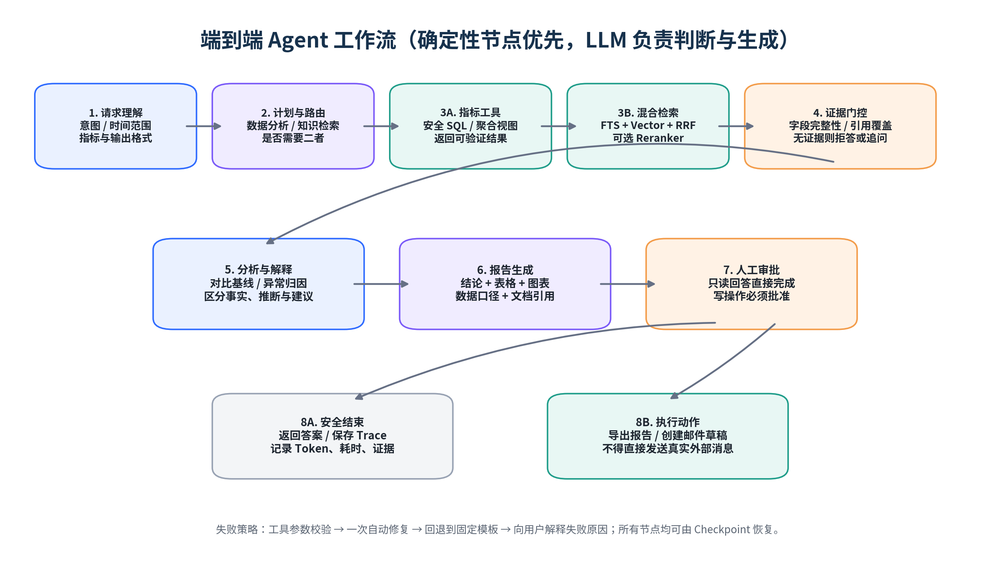 端到端 Agent 工作流（确定性节点优先，LLM 负责判断与生成）
1. 请求理解
意图 / 时间范围
指标与输出格式
2. 计划与路由
数据分析 / 知识检索
是否需要二者
3A. 指标工具
安全 SQL / 聚合视图
返回可验证结果
3B. 混合检索
FTS + Vector + RRF
可选 Reranker
4. 证据门控
字段完整性 / 引用覆盖
无证据则拒答或追问
5. 分析与解释
对比基线 / 异常归因
区分事实、推断与建议
6. 报告生成
结论 + 表格 + 图表
数据口径 + 文档引用
7. 人工审批
只读回答直接完成
写操作必须批准
8A. 安全结束
返回答案 / 保存 Trace
记录 Token、耗时、证据
8B. 执行动作
导出报告 / 创建邮件草稿
不得直接发送真实外部消息
失败策略：工具参数校验 → 一次自动修复 → 回退到固定模板 → 向用户解释失败原因；所有节点均可由 Checkpoint 恢复。